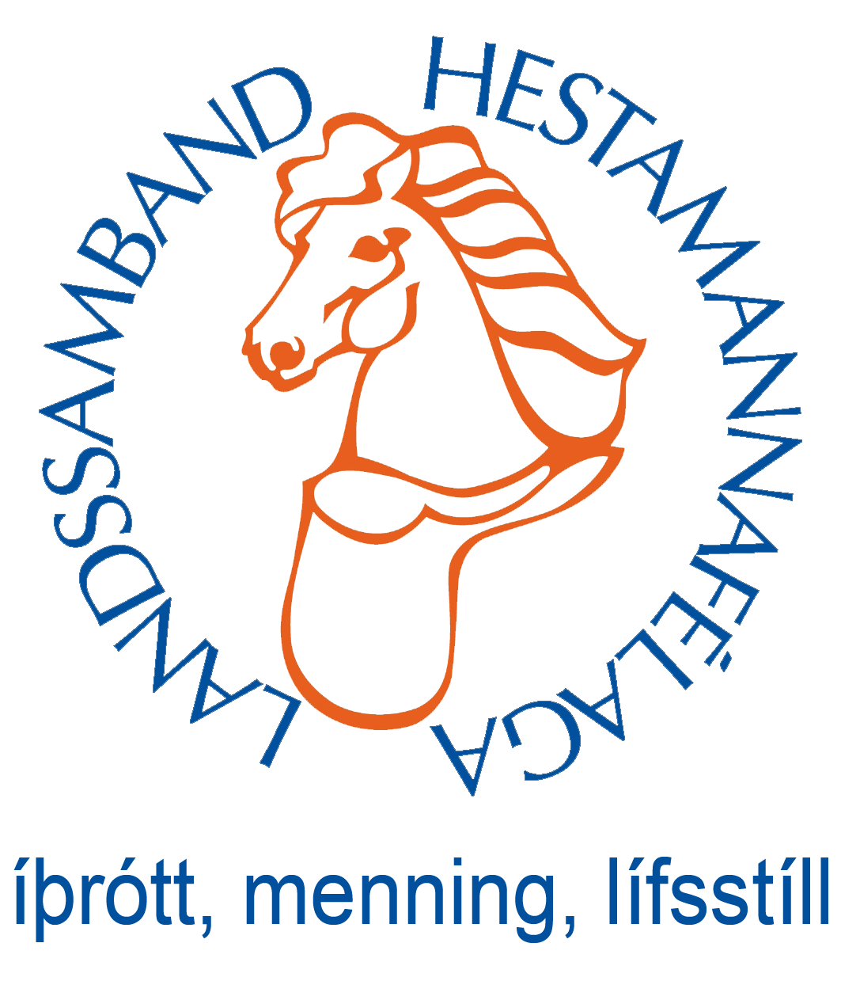 LANDSSAMBAND HESTAMANNAFÉLAGA
íþrótt, menning, lífsstíll